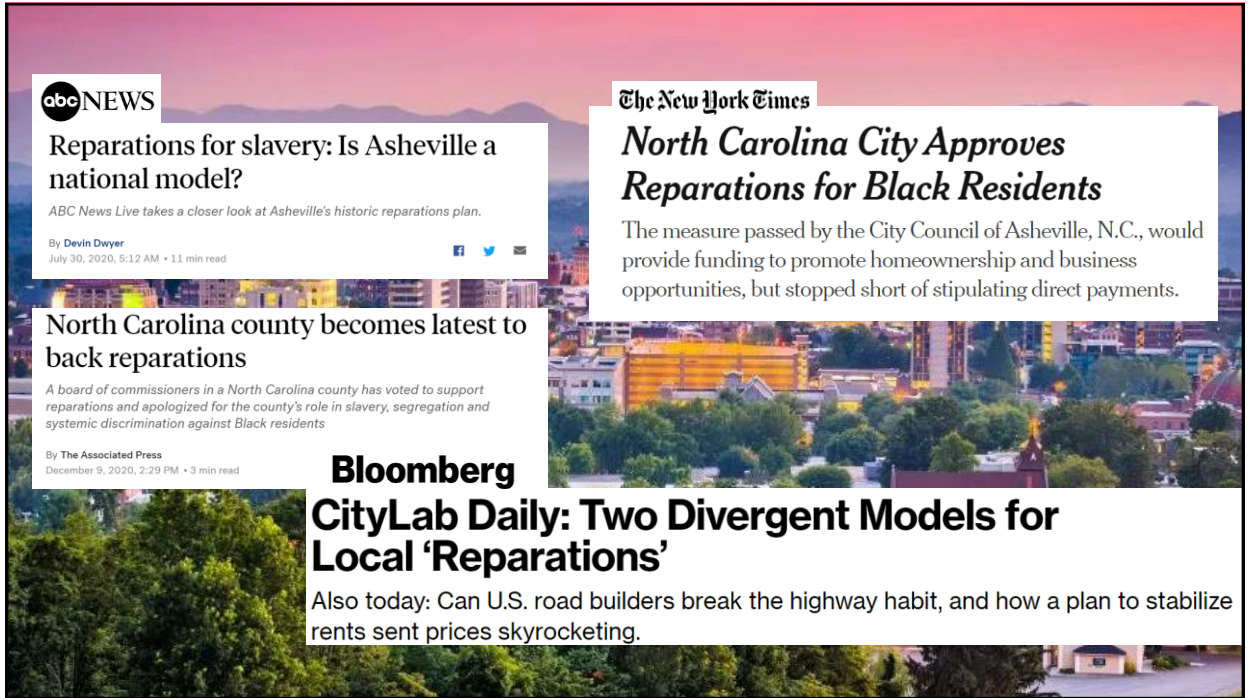 abc NEWS
Reparations for slavery: Is Asheville a
national model?
ABC News Live takes a closer look at Asheville's historic reparations plan.
By Devin Dwyer
July 30, 2020, 5:12 AM • 11 min read
North Carolina county becomes latest to
back reparations
A board of commissioners in a North Carolina county has voted to support
reparations and apologized for the county's role in slavery, segregation and
systemic discrimination against Black residents
By The Associated Press
December 9, 2020, 2:29 PM • 3 min read
The New York Times
North Carolina City Approves
Reparations for Black Residents
The measure passed by the City Council of Asheville, N.C., would
provide funding to promote homeownership and business
opportunities, but stopped short of stipulating direct payments.
Bloomberg
CityLab Daily: Two Divergent Models for
Local ‘Reparations’
Also today: Can U.S. road builders break the highway habit, and how a plan to stabilize
rents sent prices skyrocketing.